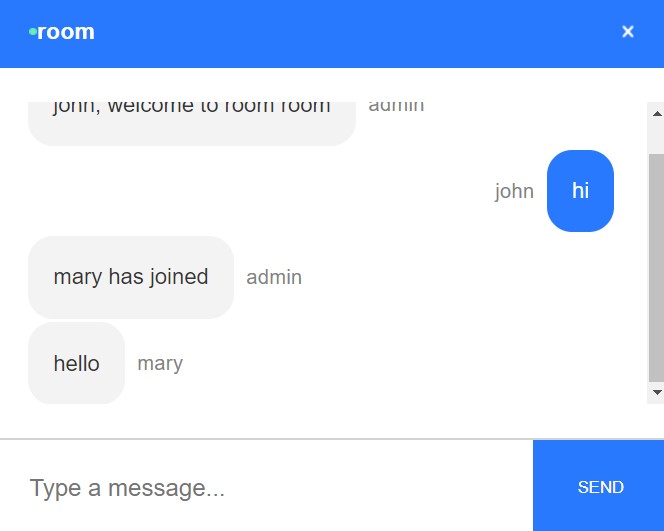 room
×
john, welcome to room room admin
john hi
mary has joined admin
hello mary
Type a message...
SEND